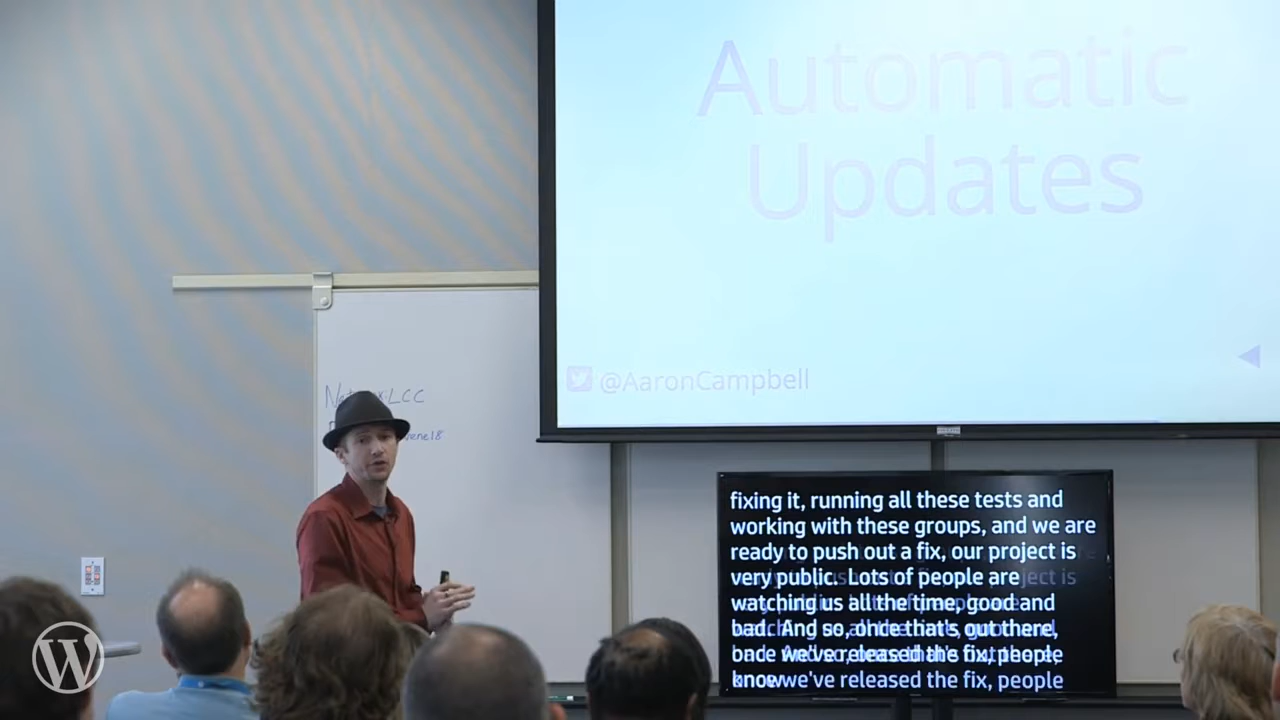 Automatic
Updates
@AaronCampbell
fixing it, running all these tests and
working with these groups, and we are
ready to push out a fix, our project is
very public. Lots of people are
watching us all the time, good and
bad. And so, once that's out there,
once we've released the fix, people
know we've released the fix, people